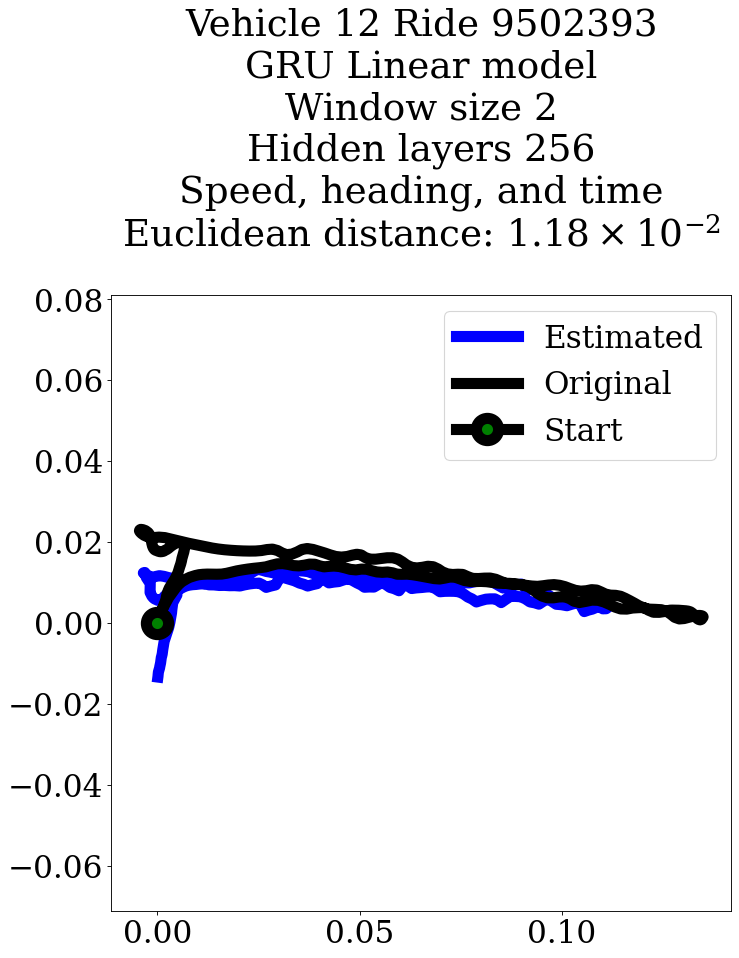 Vehicle 12 Ride 9502393
GRU Linear model
Window size 2
Hidden layers 256
Speed, heading, and time
Euclidean distance: 1.18 × 10⁻²
Estimated
Original
Start
0.08
0.06
0.04
0.02
0.00
−0.02
−0.04
−0.06
0.00 0.05 0.10